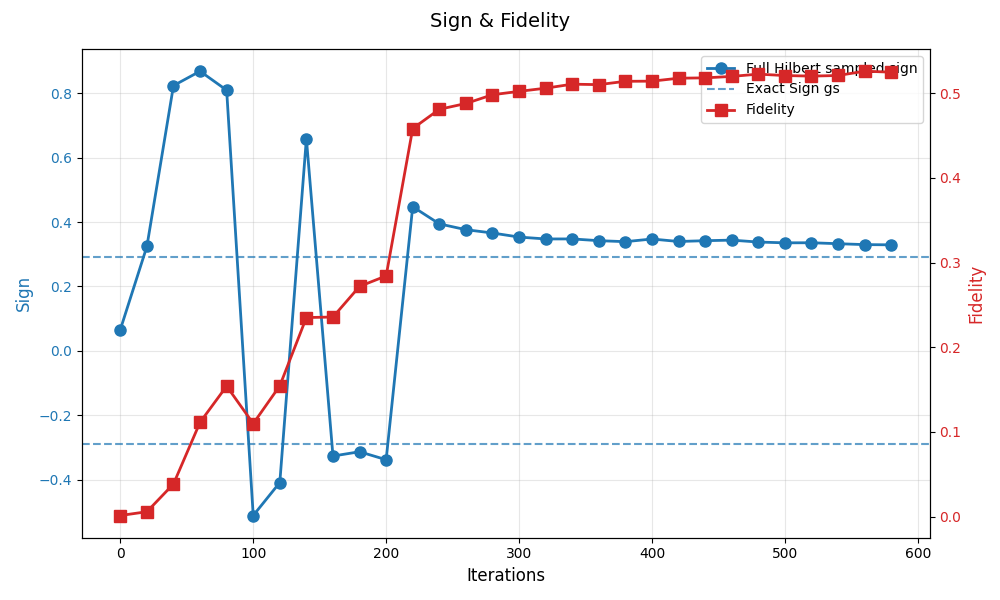 Sign & Fidelity
Full Hilbert sampled sign
Exact Sign gs
Fidelity
0.8
0.6
0.4
0.2
0.0
−0.2
−0.4
Sign
0.5
0.4
0.3
0.2
0.1
0.0
Fidelity
0 100 200 300 400 500 600
Iterations